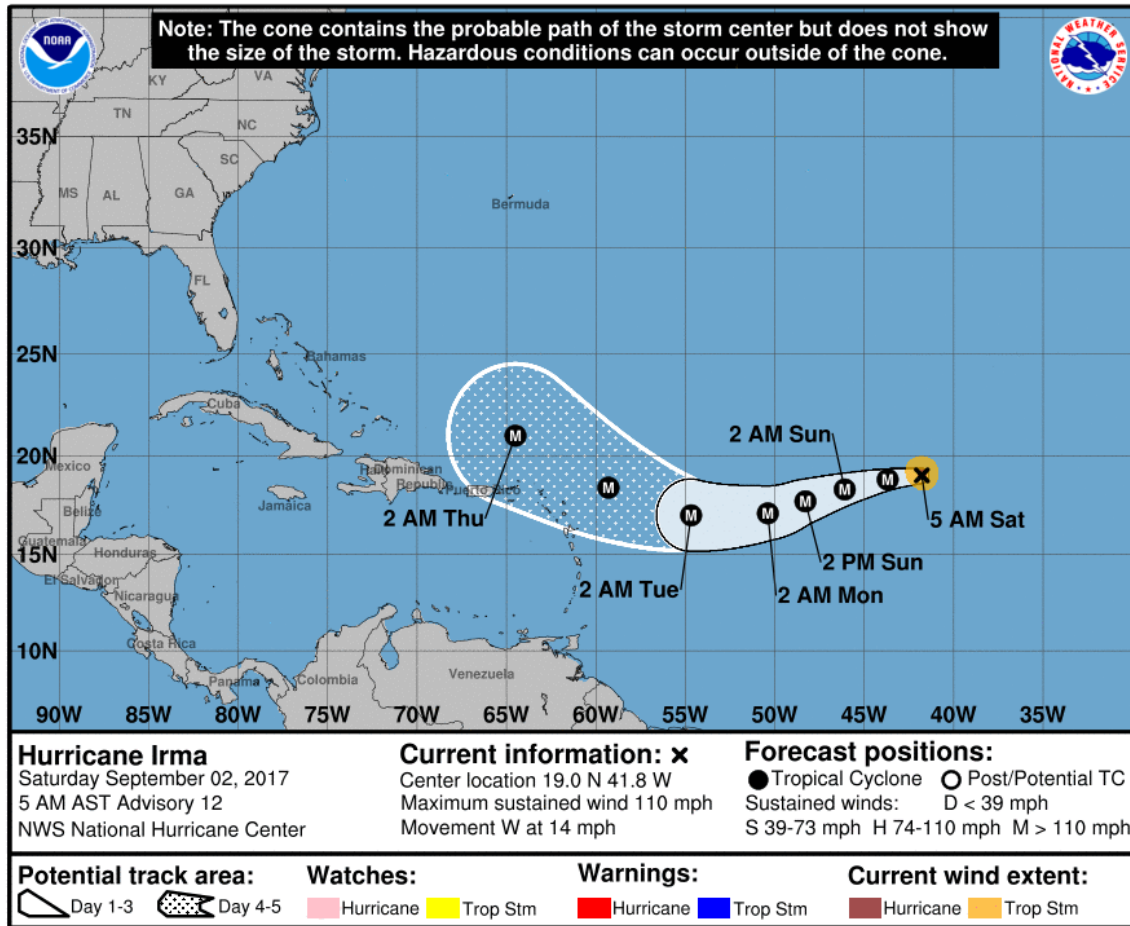 Note: The cone contains the probable path of the storm center but does not show
the size of the storm. Hazardous conditions can occur outside of the cone.
NOAA
NATIONAL WEATHER SERVICE
KY
VA
TN
NC
35N
SC
MS
AL
GA
Bermuda
30N
FL
25N
Bahamas
Cuba
M
2 AM Sun
20N
Mexico
Haiti
Dominican
Republic
Puerto Rico
M
M
M
Jamaica
Belize
2 AM Thu
M
M
M
5 AM Sat
Guatemala
Honduras
15N
2 PM Sun
El Salvador
2 AM Tue
2 AM Mon
Nicaragua
Costa Rica
10N
Panama
Colombia
Venezuela
90W 85W 80W 75W 70W 65W 60W 55W 50W 45W 40W 35W
Hurricane Irma
Saturday September 02, 2017
5 AM AST Advisory 12
NWS National Hurricane Center
Current information: ×
Center location 19.0 N 41.8 W
Maximum sustained wind 110 mph
Movement W at 14 mph
Forecast positions:
Tropical Cyclone Post/Potential TC
Sustained winds: D < 39 mph
S 39-73 mph H 74-110 mph M > 110 mph
Potential track area:
Day 1-3 Day 4-5
Watches:
Hurricane Trop Stm
Warnings:
Hurricane Trop Stm
Current wind extent:
Hurricane Trop Stm